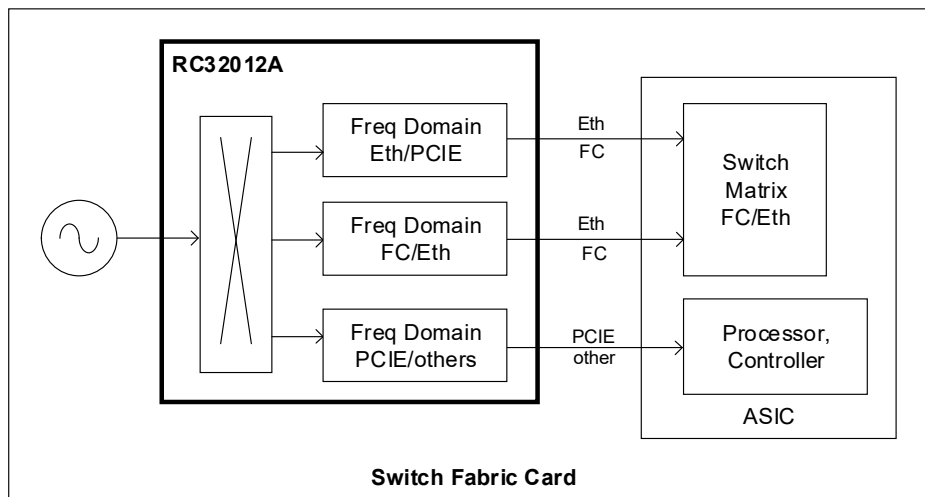 RC32012A
Freq Domain
Eth/PCIE
Eth
FC
Freq Domain
FC/Eth
Eth
FC
Switch
Matrix
FC/Eth
Freq Domain
PCIE/others
PCIE
other
Processor,
Controller
ASIC
Switch Fabric Card